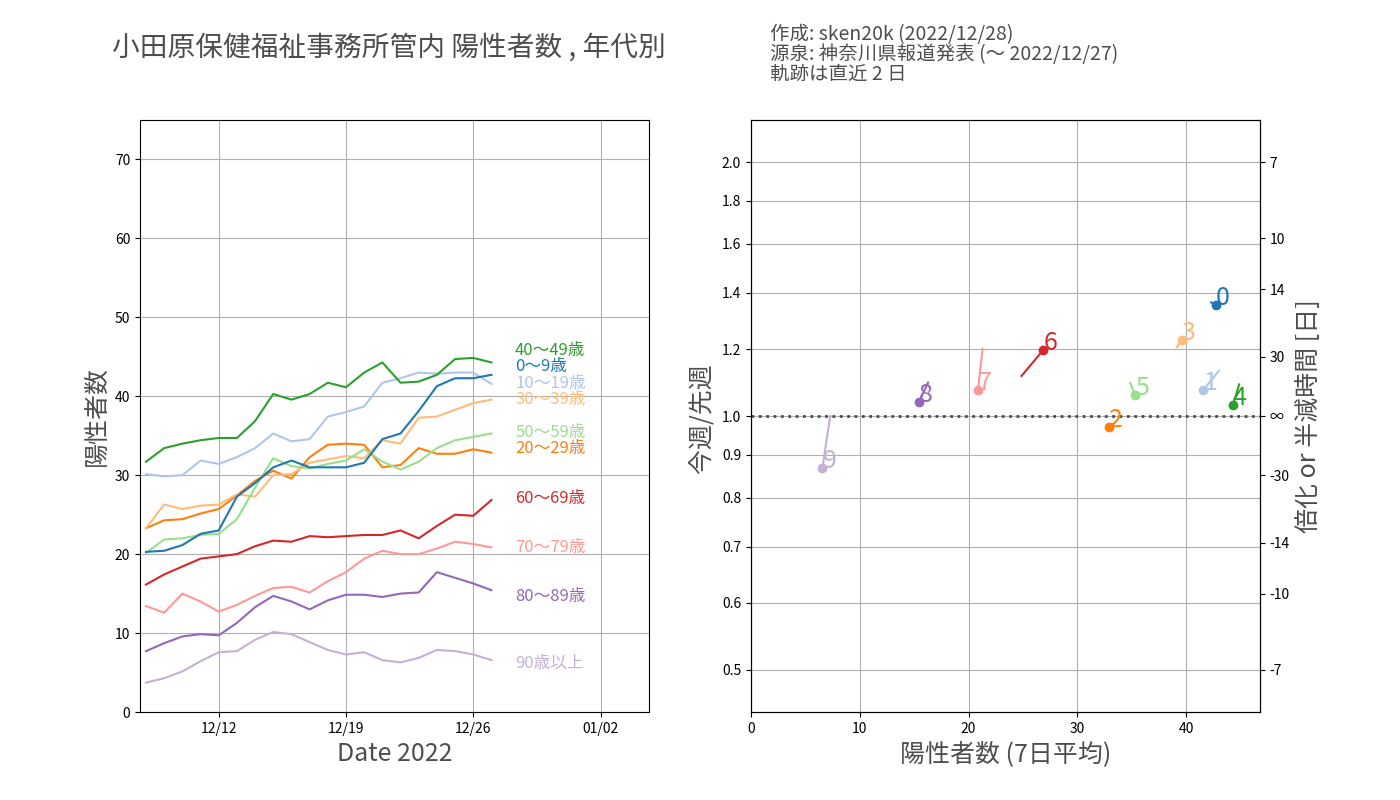 小田原保健福祉事務所管内 陽性者数 , 年代別
作成: sken20k (2022/12/28)
源泉: 神奈川県報道発表 (～ 2022/12/27)
軌跡は直近 2 日
陽性者数
70
60
50
40
30
20
10
0
40～49歳
0～9歳
10～19歳
30～39歳
50～59歳
20～29歳
60～69歳
70～79歳
80～89歳
90歳以上
12/12
12/19
12/26
01/02
Date 2022
今週/先週
2.0
1.8
1.6
1.4
1.2
1.0
0.9
0.8
0.7
0.6
0.5
0
3
6
7
1
5
8
4
2
9
7
10
14
30
∞
-30
-14
-10
-7
倍化 or 半減時間 [日]
0
10
20
30
40
陽性者数 (7日平均)